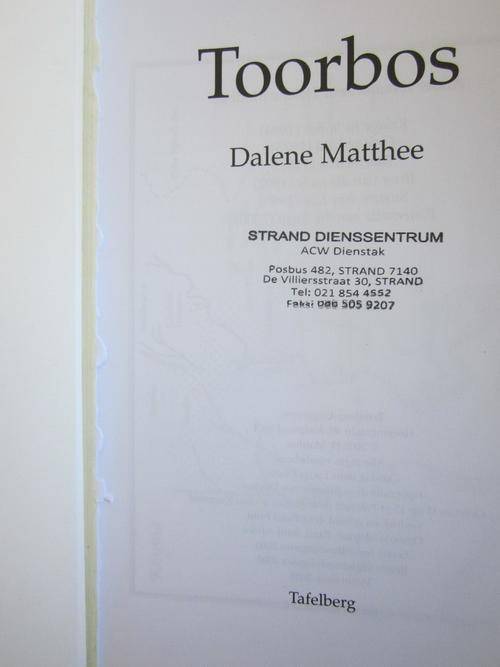 Toorbos
Dalene Matthee
STRAND DIENSSENTRUM
ACW Dienstak
Posbus 482, STRAND 7140
De Villiersstraat 30, STRAND
Tel: 021 854 4552
Faks: 086 505 9207
Tafelberg